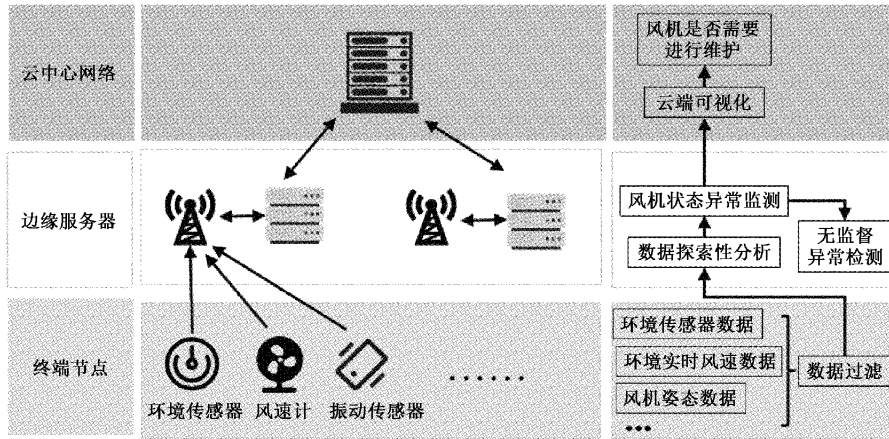 云中心网络
风机是否需要
进行维护
云端可视化
边缘服务器
风机状态异常监测
数据探索性分析
无监督
异常检测
终端节点
环境传感器
风速计
振动传感器
......
环境传感器数据
环境实时风速数据
风机姿态数据
...
数据过滤